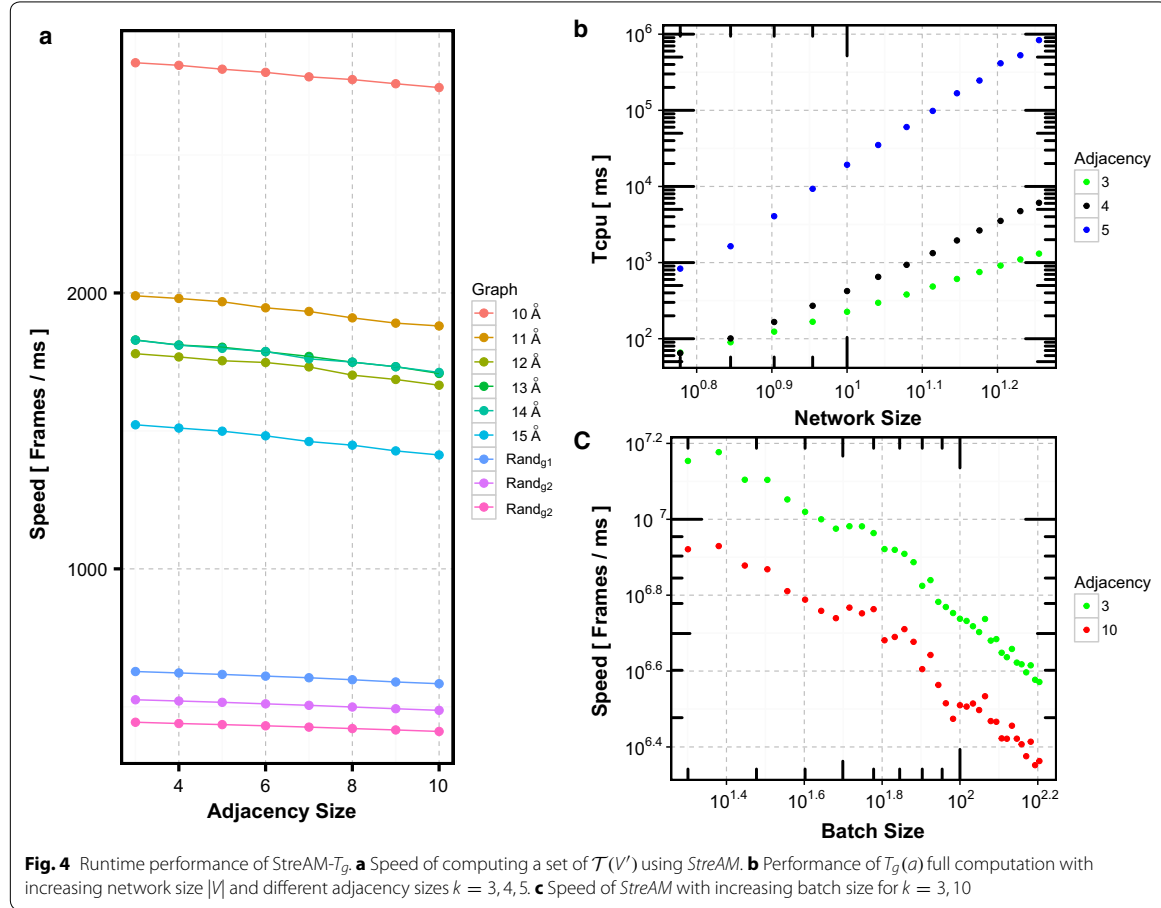 a
Speed [ Frames / ms ]
2000
1000
4
6
8
10
Adjacency Size
Graph
10 Å
11 Å
12 Å
13 Å
14 Å
15 Å
Rand_g1
Rand_g2
Rand_g2
b
Tcpu [ ms ]
10^6
10^5
10^4
10^3
10^2
10^0.8
10^0.9
10^1
10^1.1
10^1.2
Network Size
Adjacency
3
4
5
C
Speed [ Frames / ms ]
10^7.2
10^7
10^6.8
10^6.6
10^6.4
10^1.4
10^1.6
10^1.8
10^2
10^2.2
Batch Size
Adjacency
3
10
Fig. 4 Runtime performance of StreAM-T_g. a Speed of computing a set of 𝒯(V′) using StreAM. b Performance of T_g(a) full computation with
increasing network size |V| and different adjacency sizes k = 3, 4, 5. c Speed of StreAM with increasing batch size for k = 3, 10